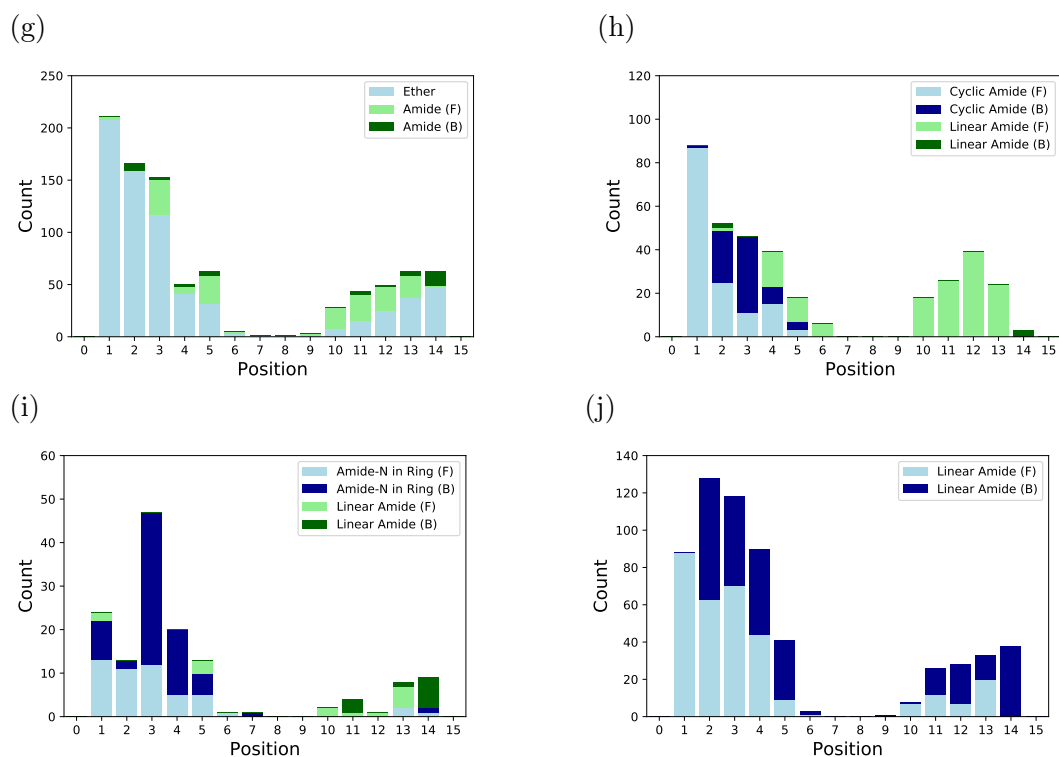 (g)
250
200
150
100
50
0
Count
Ether
Amide (F)
Amide (B)
0 1 2 3 4 5 6 7 8 9 10 11 12 13 14 15
Position
(h)
120
100
80
60
40
20
0
Count
Cyclic Amide (F)
Cyclic Amide (B)
Linear Amide (F)
Linear Amide (B)
0 1 2 3 4 5 6 7 8 9 10 11 12 13 14 15
Position
(i)
60
50
40
30
20
10
0
Count
Amide-N in Ring (F)
Amide-N in Ring (B)
Linear Amide (F)
Linear Amide (B)
0 1 2 3 4 5 6 7 8 9 10 11 12 13 14 15
Position
(j)
140
120
100
80
60
40
20
0
Count
Linear Amide (F)
Linear Amide (B)
0 1 2 3 4 5 6 7 8 9 10 11 12 13 14 15
Position